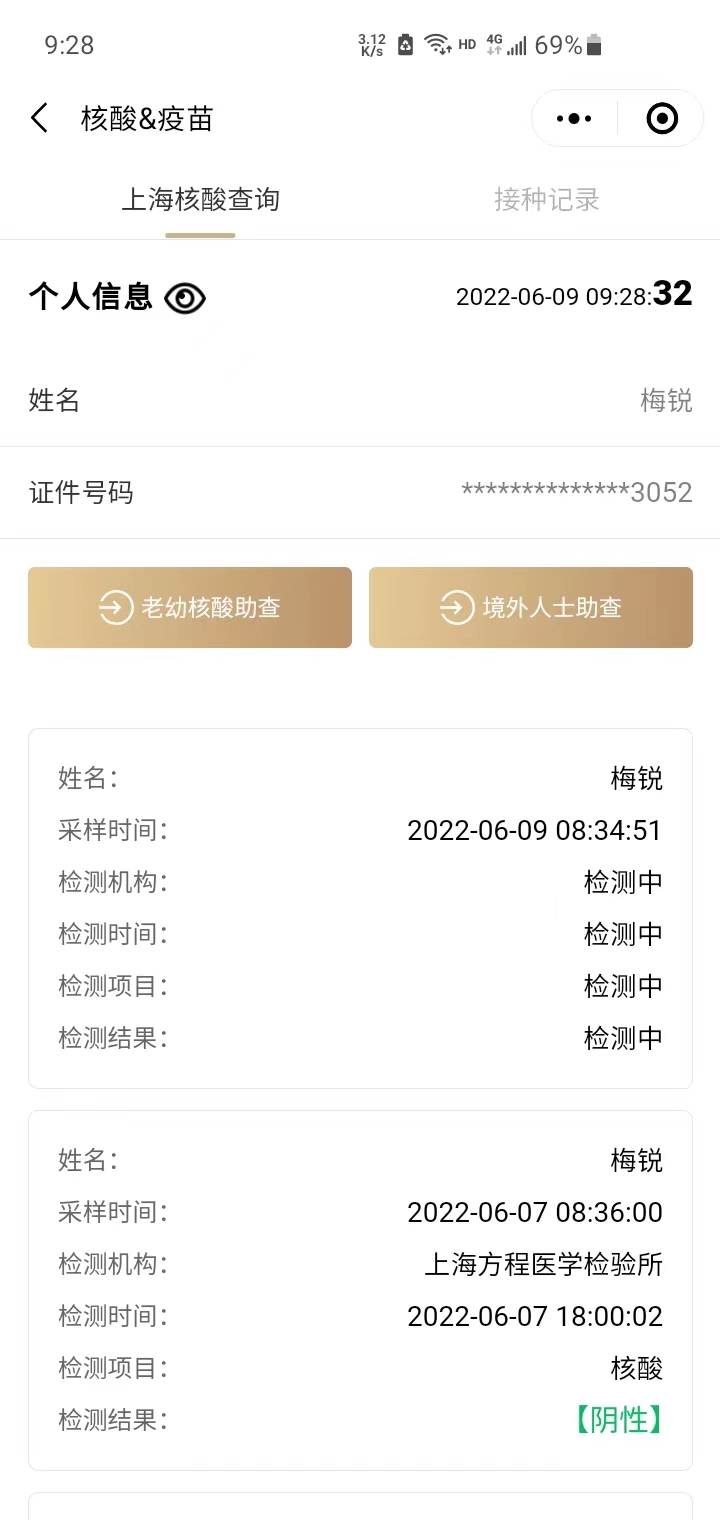 9:28 3.12 K/s HD 4G 69%
核酸&疫苗
上海核酸查询 接种记录
个人信息 2022-06-09 09:28:32
姓名 梅锐
证件号码 **************3052
老幼核酸助查 境外人士助查
姓名： 梅锐
采样时间： 2022-06-09 08:34:51
检测机构： 检测中
检测时间： 检测中
检测项目： 检测中
检测结果： 检测中
姓名： 梅锐
采样时间： 2022-06-07 08:36:00
检测机构： 上海方程医学检验所
检测时间： 2022-06-07 18:00:02
检测项目： 核酸
检测结果： 【阴性】